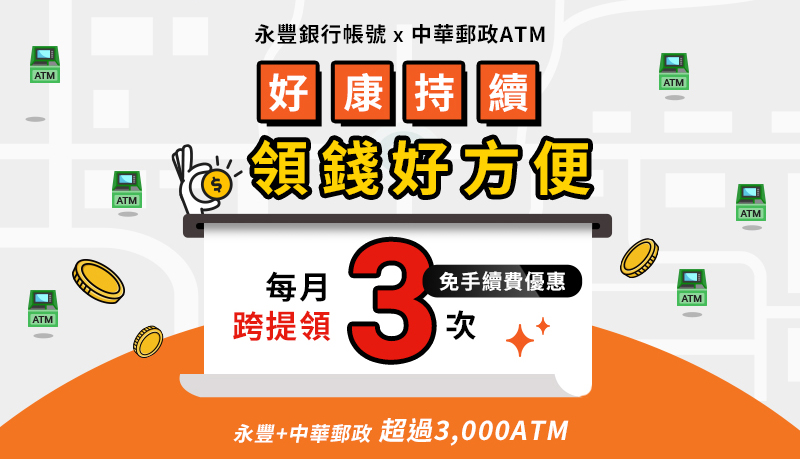 永豐銀行帳號 x 中華郵政ATM
好康持續
領錢好方便
$
每月
跨提領
3
次
免手續費優惠
ATM
ATM
ATM
ATM
ATM
ATM
永豐+中華郵政 超過3,000ATM